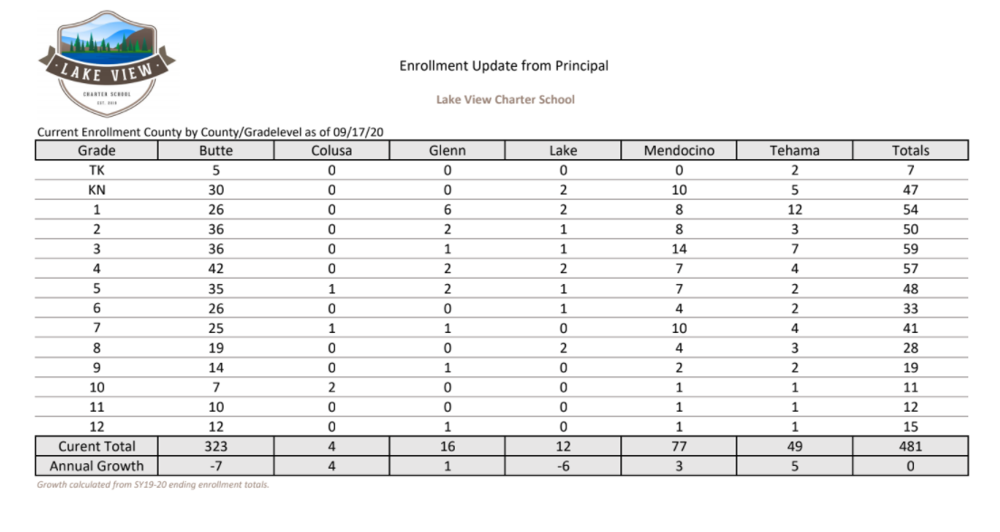 LAKE VIEW
CHARTER SCHOOL
EST. 2018
Enrollment Update from Principal
Lake View Charter School
Current Enrollment County by County/Gradelevel as of 09/17/20
Grade Butte Colusa Glenn Lake Mendocino Tehama Totals
TK 5 0 0 0 0 2 7
KN 30 0 0 2 10 5 47
1 26 0 6 2 8 12 54
2 36 0 2 1 8 3 50
3 36 0 1 1 14 7 59
4 42 0 2 2 7 4 57
5 35 1 2 1 7 2 48
6 26 0 0 1 4 2 33
7 25 1 1 0 10 4 41
8 19 0 0 2 4 3 28
9 14 0 1 0 2 2 19
10 7 2 0 0 1 1 11
11 10 0 0 0 1 1 12
12 12 0 1 0 1 1 15
Curent Total 323 4 16 12 77 49 481
Annual Growth -7 4 1 -6 3 5 0
Growth calculated from SY19-20 ending enrollment totals.